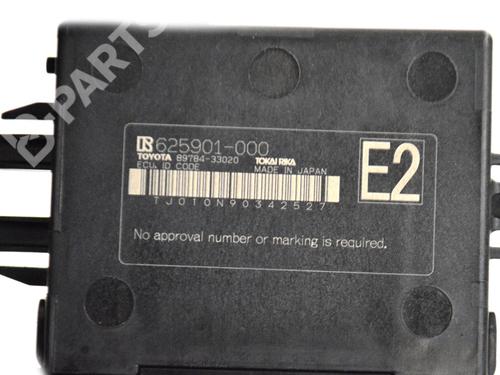 B-PARTS
R 625901-000
TOYOTA 89784-33020 TOKAI RIKA
ECU, ID CODE MADE IN JAPAN
E2
TJ010N90342527
No approval number or marking is required.